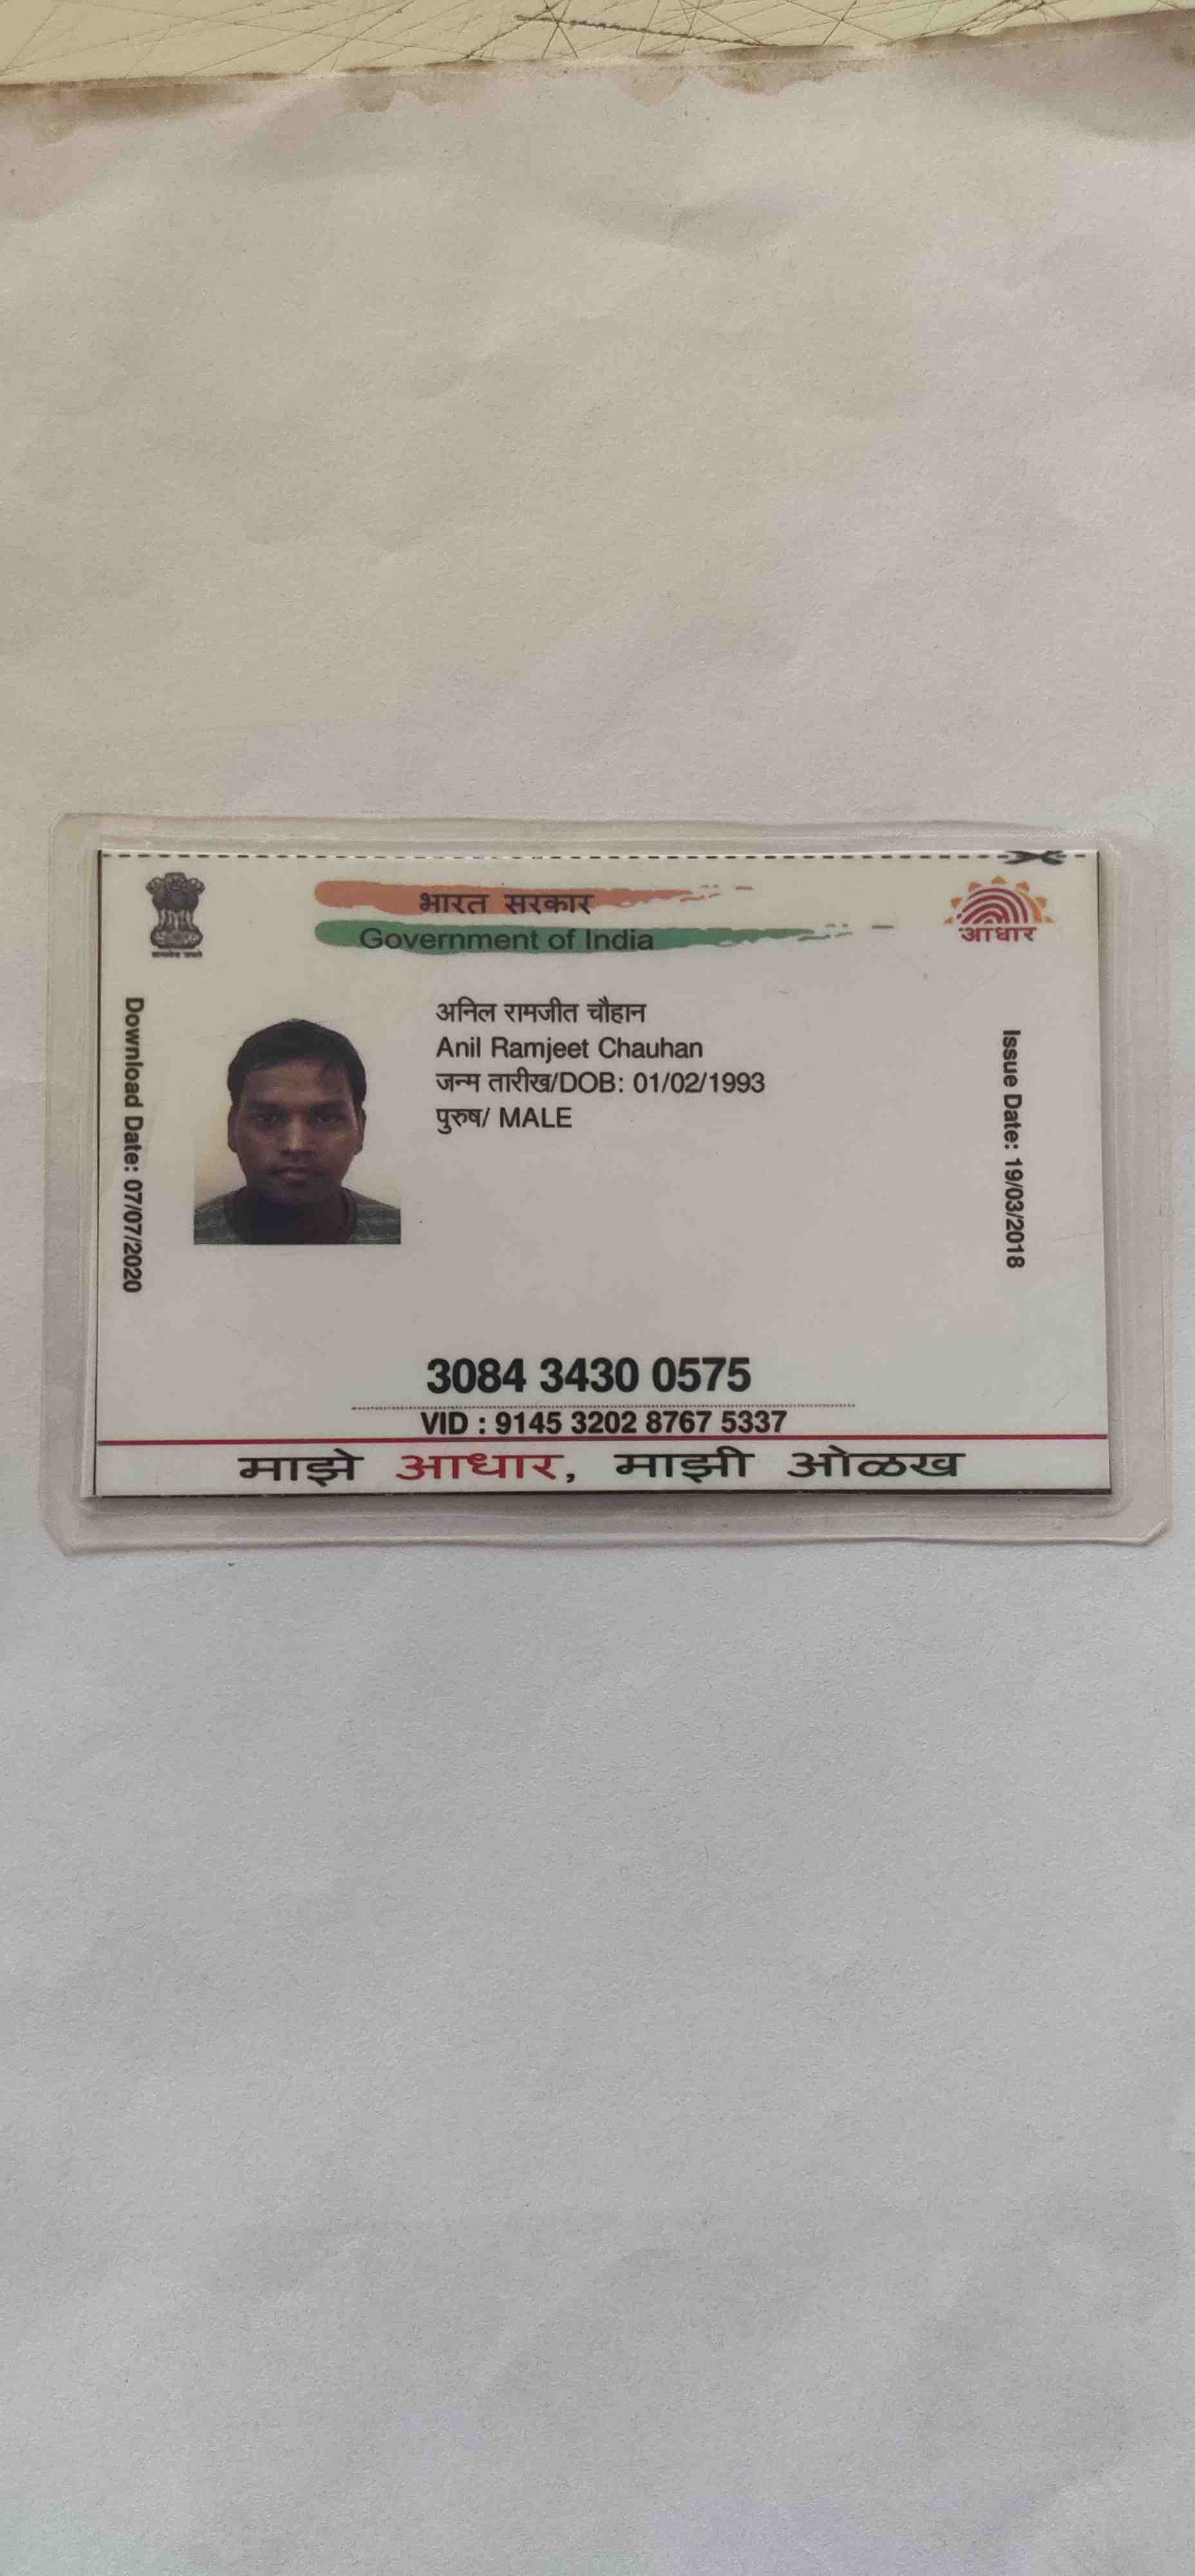 भारत सरकार
Government of India
आधार
अनिल रामजीत चौहान
Anil Ramjeet Chauhan
जन्म तारीख/DOB: 01/02/1993
पुरुष/ MALE
Download Date: 07/07/2020
Issue Date: 19/03/2018
3084 3430 0575
VID : 9145 3202 8767 5337
माझे आधार, माझी ओळख